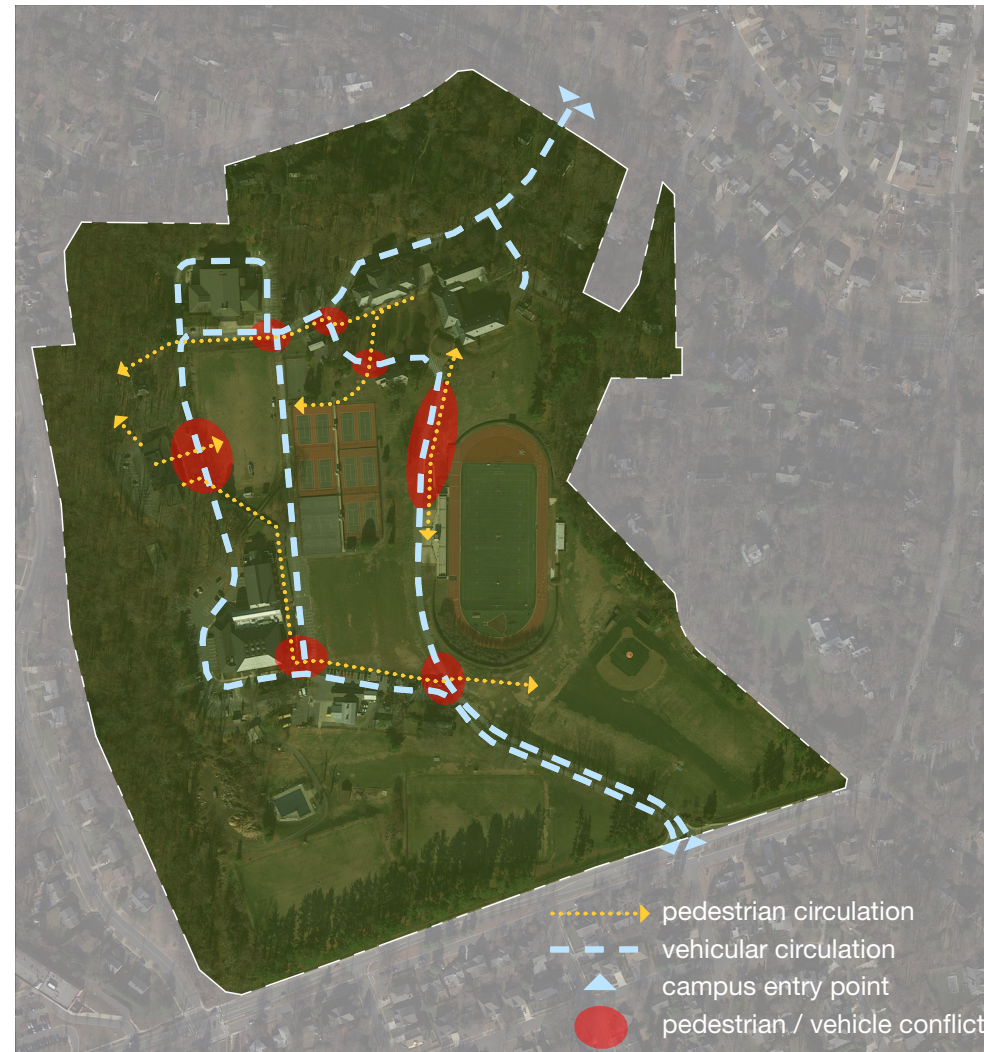 pedestrian circulation
vehicular circulation
campus entry point
pedestrian / vehicle conflict